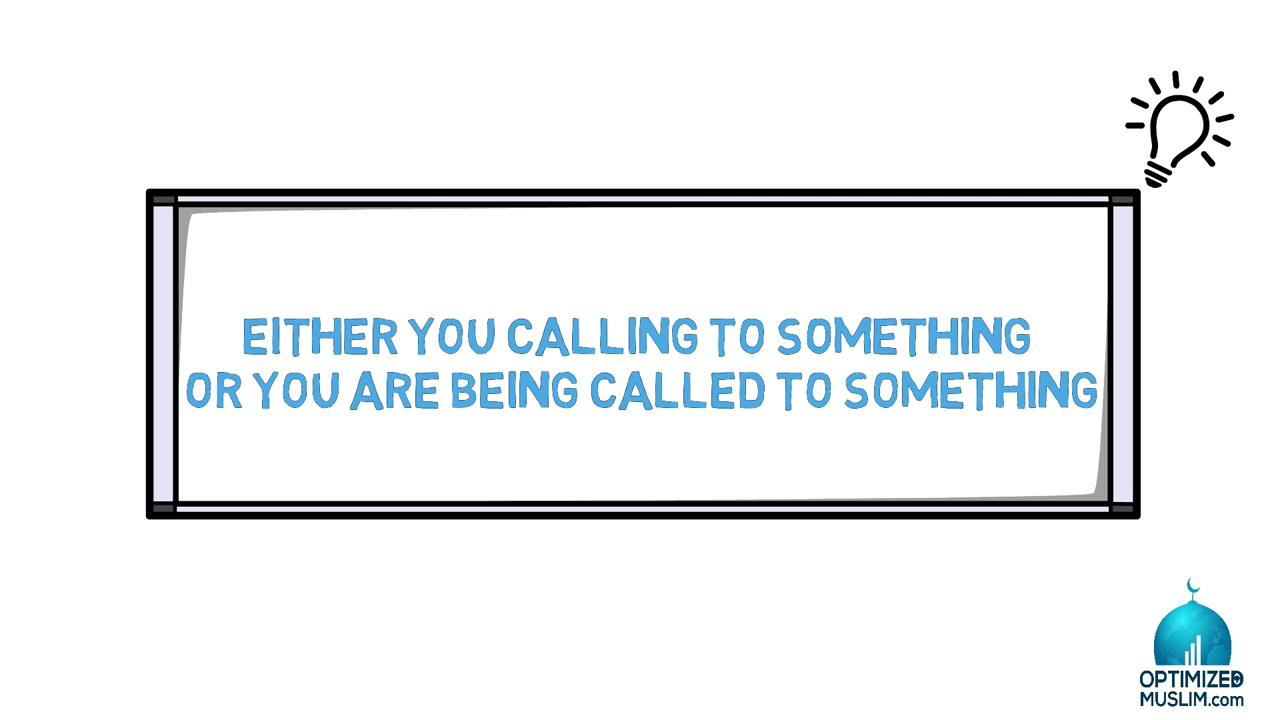 EITHER YOU CALLING TO SOMETHING
OR YOU ARE BEING CALLED TO SOMETHING
OPTIMIZED
MUSLIM.com